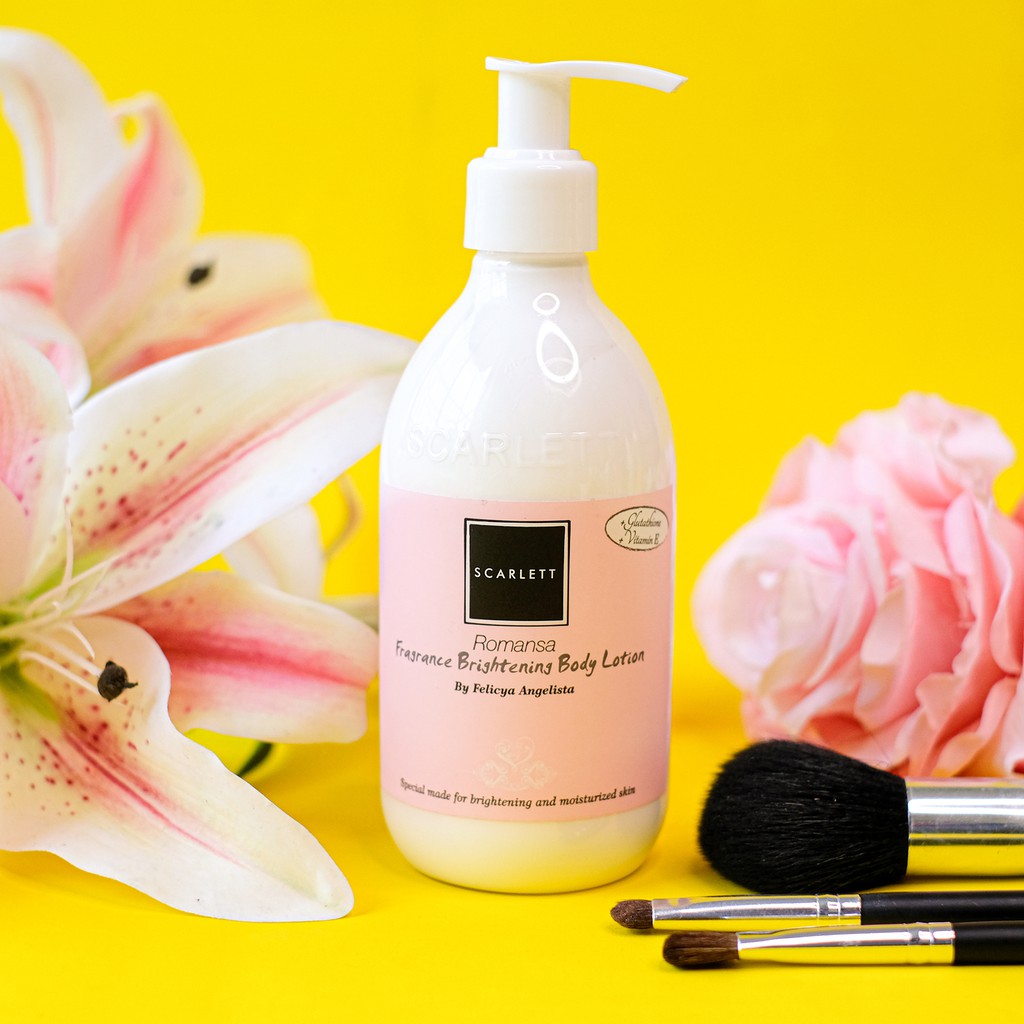 SCARLETT
+ Glutathione
+ Vitamin E
SCARLETT
Romansa
Fragrance Brightening Body Lotion
By Felicya Angelista
Special made for brightening and moisturized skin